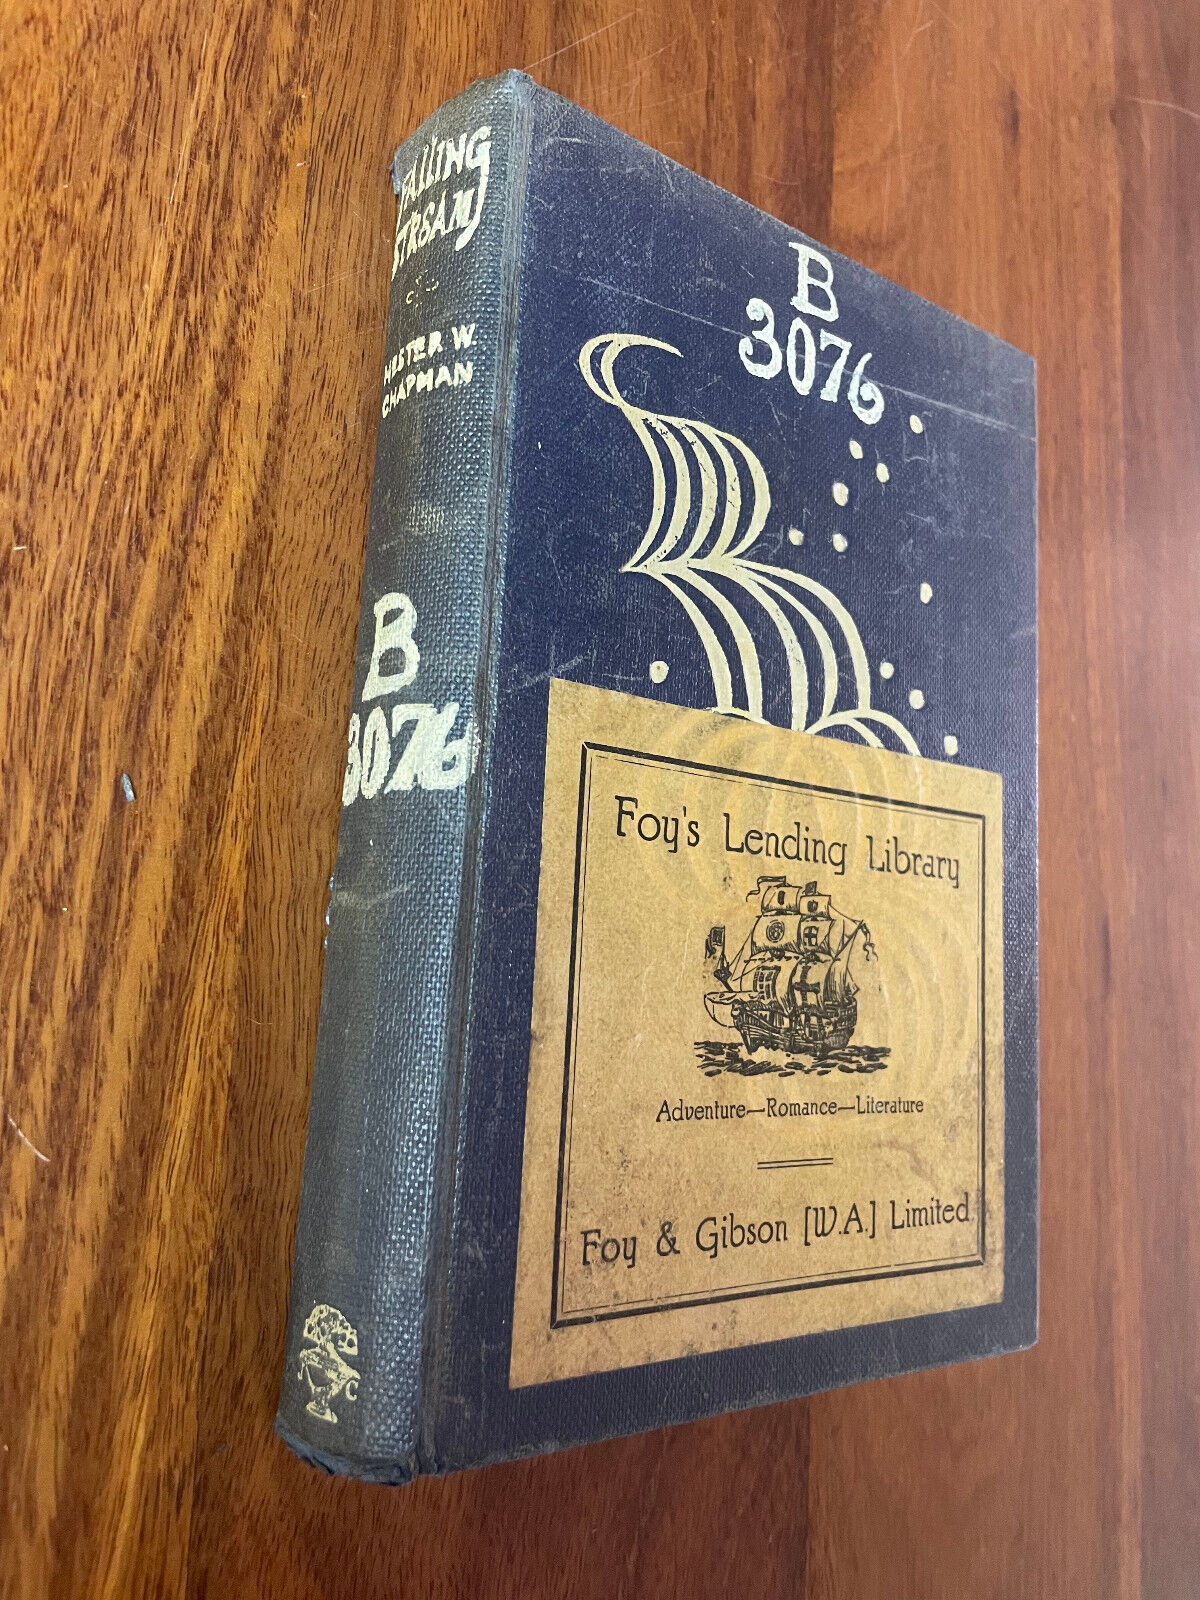 FALLING
STREAM
HESTER W.
CHAPMAN
B
3076
C
B
3076
Foy's Lending Library
Adventure—Romance—Literature
Foy & Gibson [W.A.] Limited